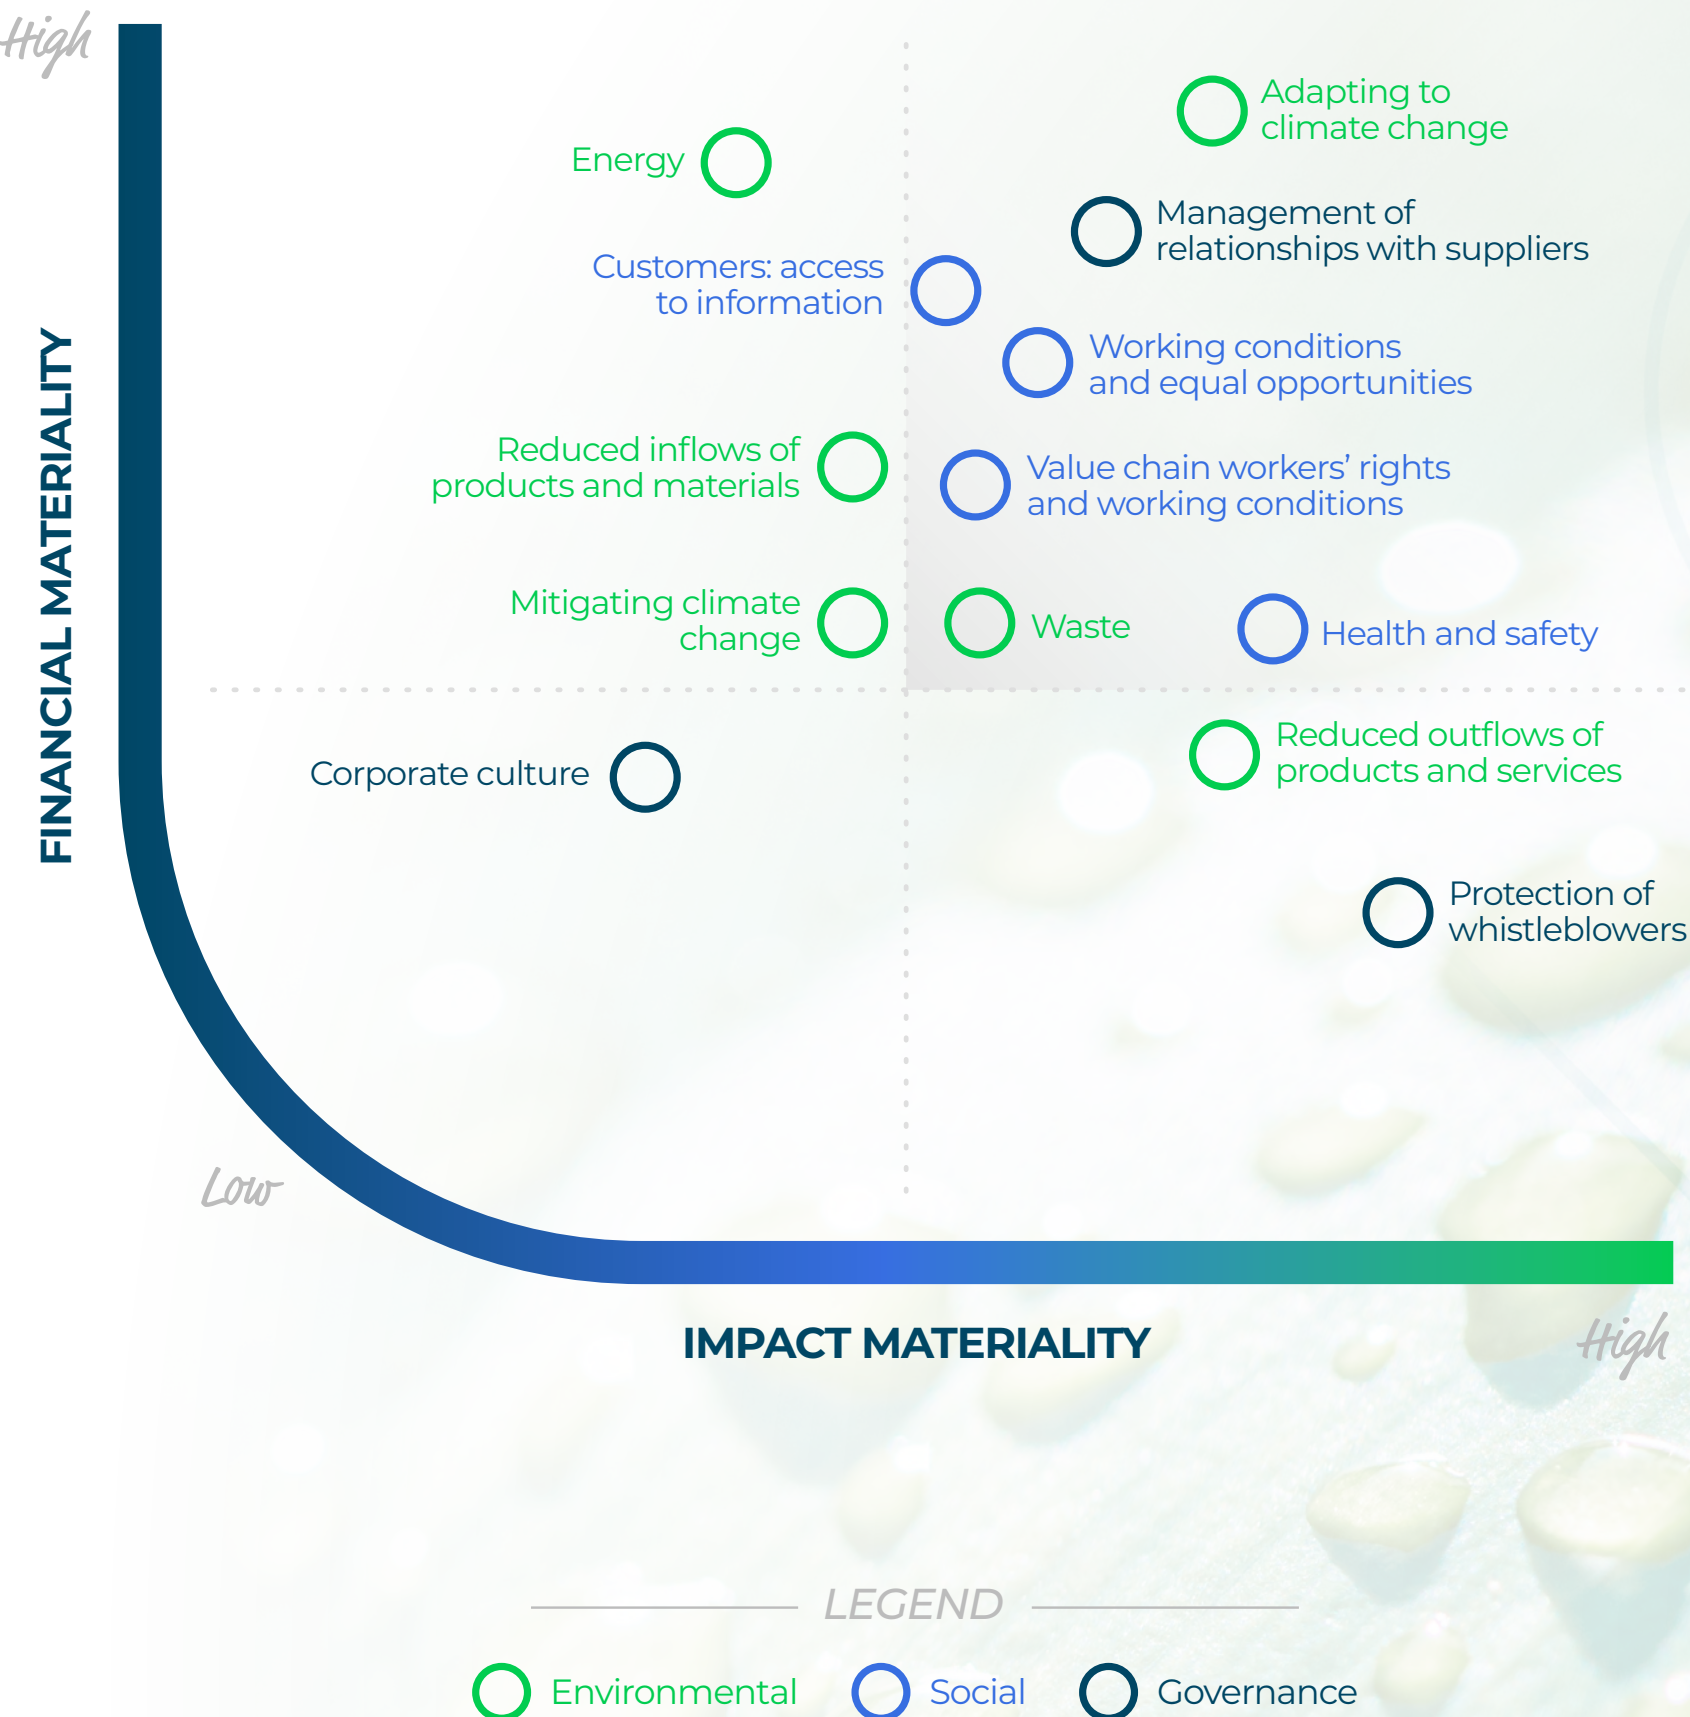 High
Adapting to
climate change
Energy
Management of
relationships with suppliers
Customers: access
to information
Working conditions
and equal opportunities
Reduced inflows of
products and materials
Value chain workers’ rights
and working conditions
Mitigating climate
change
Waste
Health and safety
FINANCIAL MATERIALITY
Reduced outflows of
products and services
Corporate culture
Protection of
whistleblowers
Low
IMPACT MATERIALITY
High
LEGEND
Environmental
Social
Governance